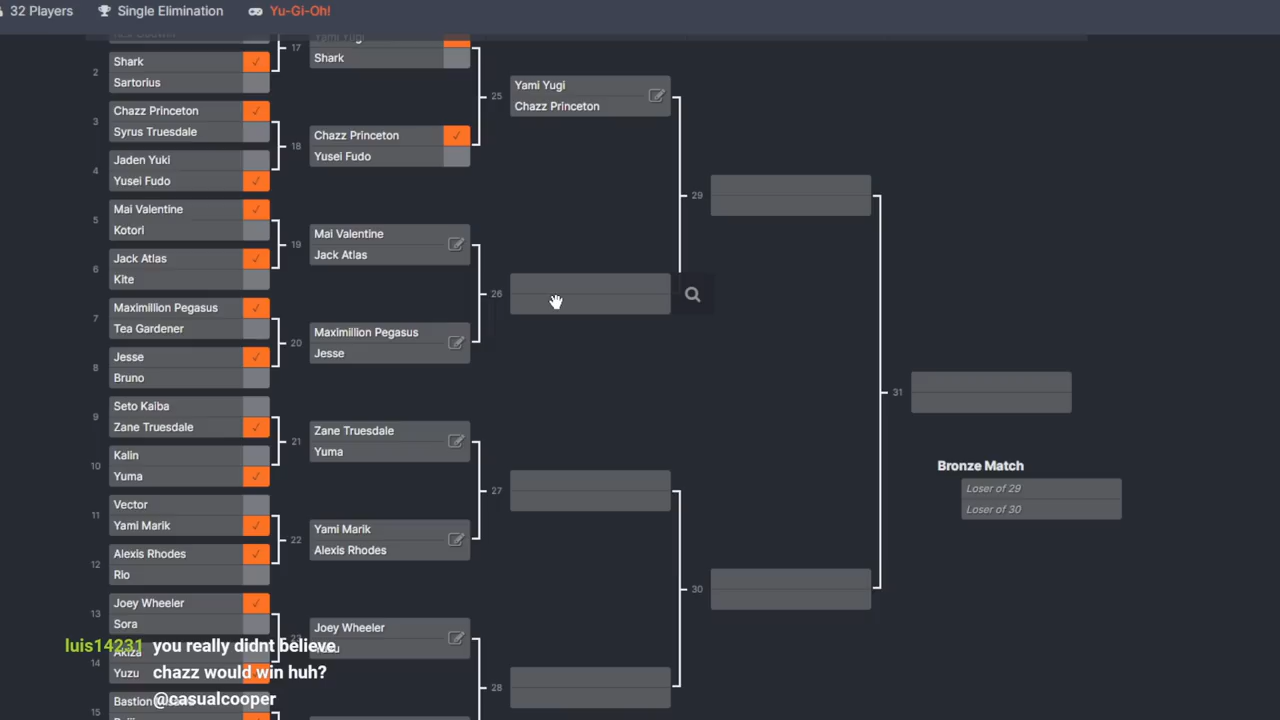 32 Players Single Elimination Yu-Gi-Oh!
17
Yami Yugi
Shark
2
Shark
Sartorius
25
Yami Yugi
Chazz Princeton
3
Chazz Princeton
Syrus Truesdale
18
Chazz Princeton
Yusei Fudo
4
Jaden Yuki
Yusei Fudo
29
5
Mai Valentine
Kotori
19
Mai Valentine
Jack Atlas
6
Jack Atlas
Kite
26
7
Maximillion Pegasus
Tea Gardener
20
Maximillion Pegasus
Jesse
8
Jesse
Bruno
31
9
Seto Kaiba
Zane Truesdale
21
Zane Truesdale
Yuma
10
Kalin
Yuma
Bronze Match
Loser of 29
Loser of 30
27
11
Vector
Yami Marik
22
Yami Marik
Alexis Rhodes
12
Alexis Rhodes
Rio
30
13
Joey Wheeler
Sora
Joey Wheeler
Yuzu
14
Akiza
Yuzu
28
15
Bastion
luis14231 you really didnt believe
chazz would win huh?
@casualcooper